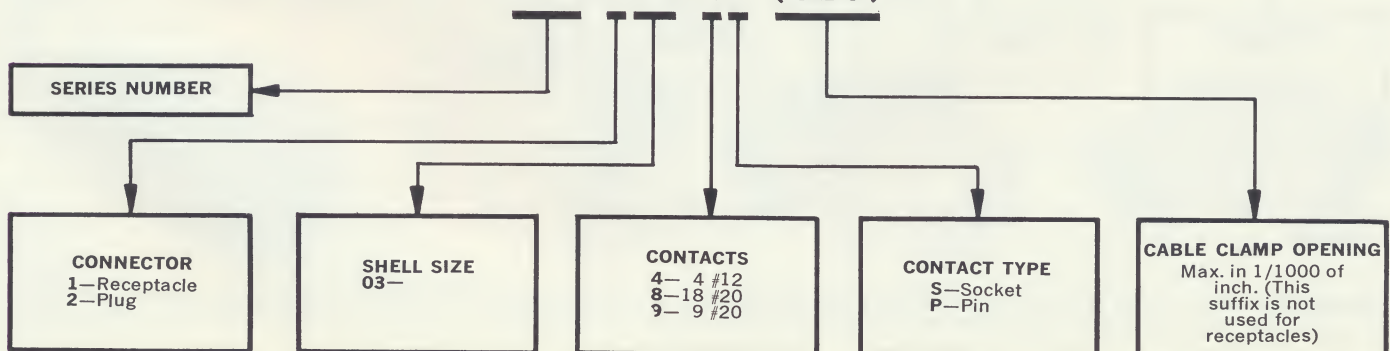 SERIES NUMBER
CONNECTOR
1—Receptacle
2—Plug
SHELL SIZE
03—
CONTACTS
4— 4 #12
8—18 #20
9— 9 #20
CONTACT TYPE
S—Socket
P—Pin
CABLE CLAMP OPENING
Max. in 1/1000 of
inch. (This
suffix is not
used for
receptacles)